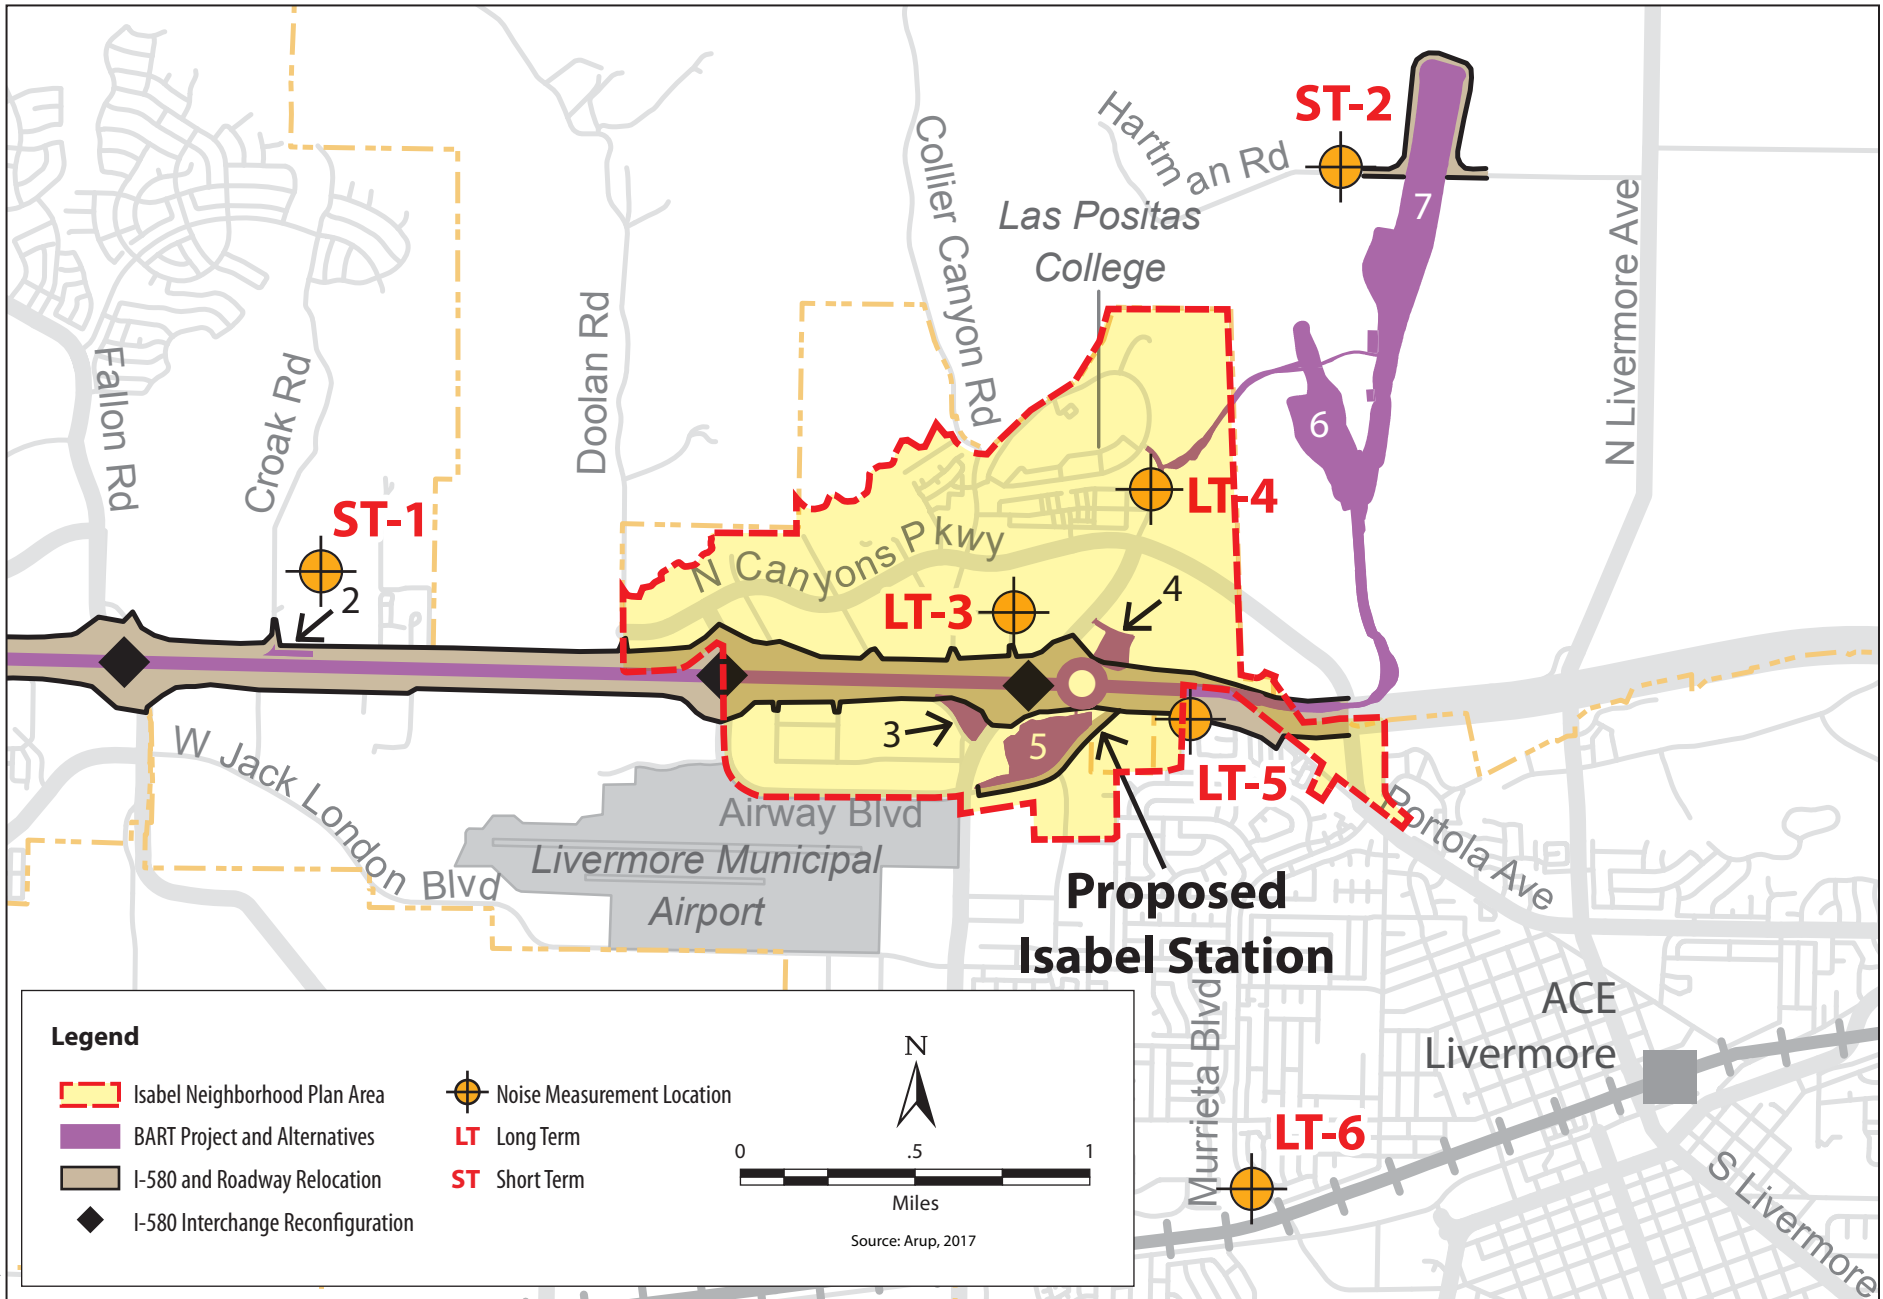 ST-2
Hartman Rd
Collier Canyon Rd
Las Positas
College
7
N Livermore Ave
Doolan Rd
Fallon Rd
Croak Rd
6
ST-1
LT-4
N Canyons Pkwy
2
LT-3
4
3
5
W Jack London Blvd
LT-5
Portola Ave
Airway Blvd
Livermore Municipal
Airport
Proposed
Isabel Station
ACE
Livermore
Murrieta Blvd
LT-6
S Livermore
Legend
Isabel Neighborhood Plan Area
BART Project and Alternatives
I-580 and Roadway Relocation
I-580 Interchange Reconfiguration
Noise Measurement Location
LT Long Term
ST Short Term
N
0 .5 1
Miles
Source: Arup, 2017